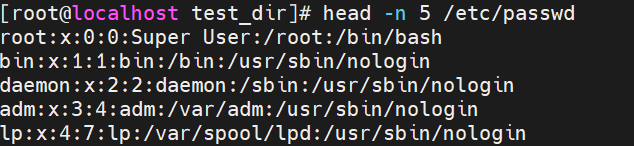 [root@localhost test_dir]# head -n 5 /etc/passwd
root:x:0:0:Super User:/root:/bin/bash
bin:x:1:1:bin:/bin:/usr/sbin/nologin
daemon:x:2:2:daemon:/sbin:/usr/sbin/nologin
adm:x:3:4:adm:/var/adm:/usr/sbin/nologin
lp:x:4:7:lp:/var/spool/lpd:/usr/sbin/nologin